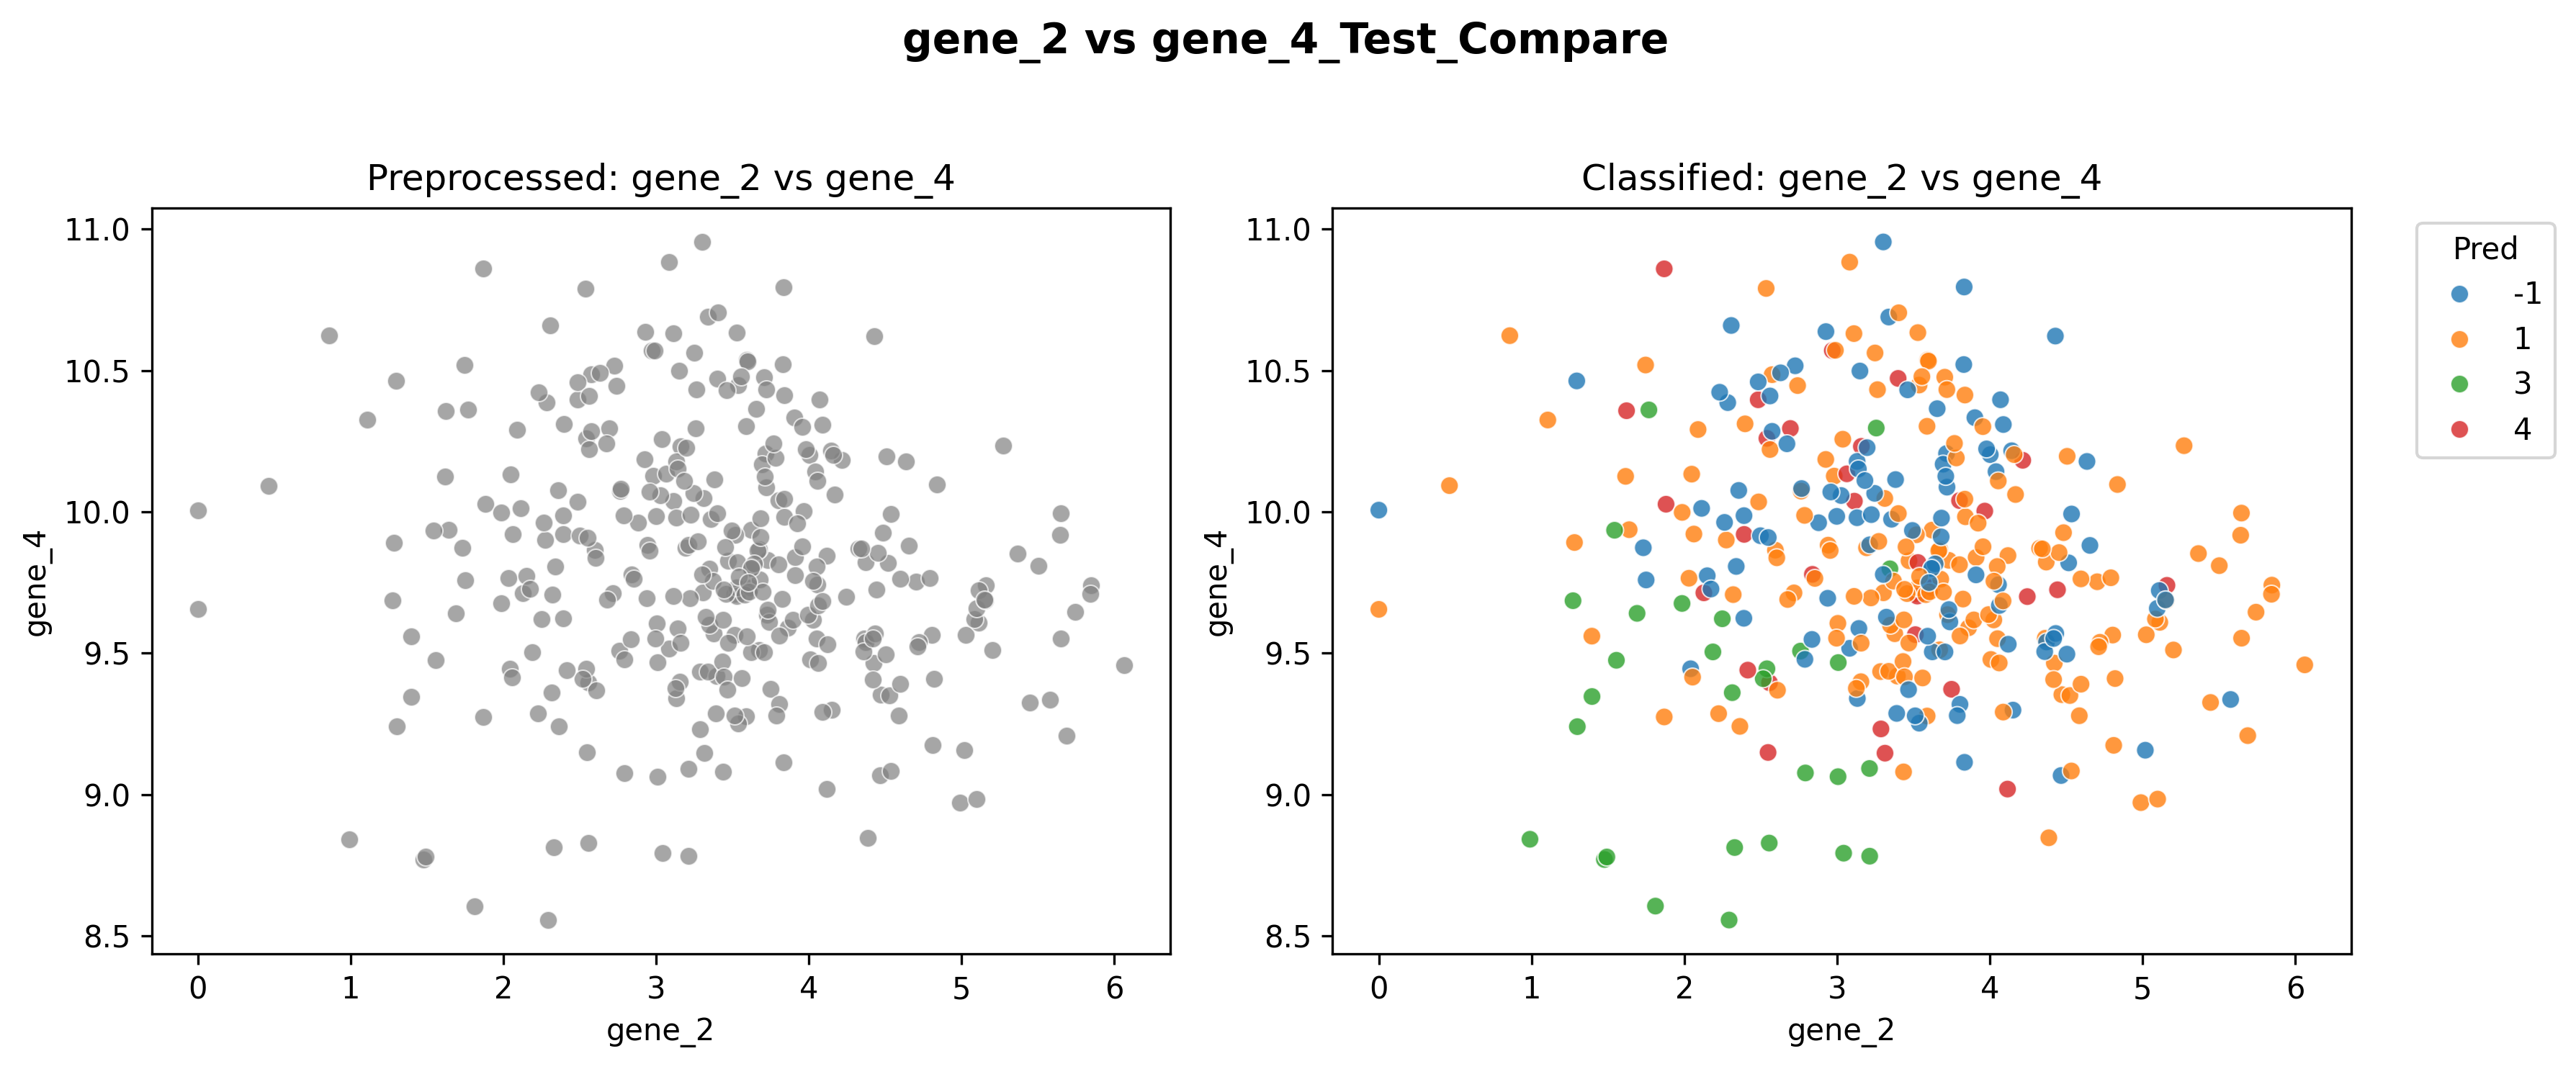 gene_2 vs gene_4_Test_Compare
Preprocessed: gene_2 vs gene_4
11.0
10.5
10.0
9.5
9.0
8.5
gene_4
0 1 2 3 4 5 6
gene_2
Classified: gene_2 vs gene_4
11.0
10.5
10.0
9.5
9.0
8.5
gene_4
0 1 2 3 4 5 6
gene_2
Pred
-1
1
3
4